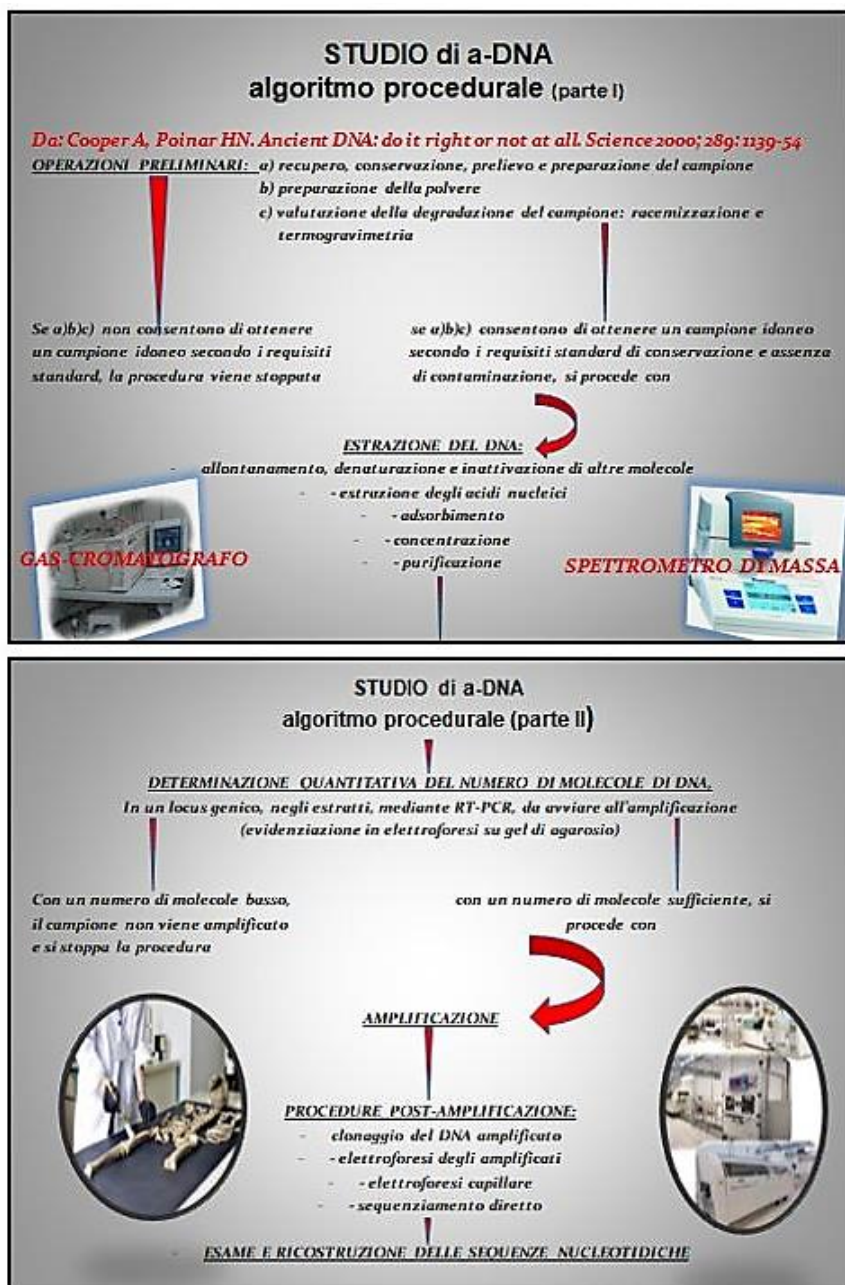 STUDIO di a-DNA
algoritmo procedurale (parte I)
Da: Cooper A, Poinar HN. Ancient DNA: do it right or not at all. Science 2000; 289: 1139-54
OPERAZIONI PRELIMINARI: a) recupero, conservazione, prelievo e preparazione del campione
b) preparazione della polvere
c) valutazione della degradazione del campione: racemizzazione e
termogravimetria
Se a)b)c) non consentono di ottenere
un campione idoneo secondo i requisiti
standard, la procedura viene stoppata
se a)b)c) consentono di ottenere un campione idoneo
secondo i requisiti standard di conservazione e assenza
di contaminazione, si procede con
ESTRAZIONE DEL DNA:
- allontanamento, denaturazione e inattivazione di altre molecole
- - estrazione degli acidi nucleici
- - adsorbimento
- - concentrazione
- - purificazione
GAS-CROMATOGRAFO
SPETTROMETRO DI MASSA
STUDIO di a-DNA
algoritmo procedurale (parte II)
DETERMINAZIONE QUANTITATIVA DEL NUMERO DI MOLECOLE DI DNA,
In un locus genico, negli estratti, mediante RT-PCR, da avviare all'amplificazione
(evidenziazione in elettroforesi su gel di agarosio)
Con un numero di molecole basso,
il campione non viene amplificato
e si stoppa la procedura
con un numero di molecole sufficiente, si
procede con
AMPLIFICAZIONE
PROCEDURE POST-AMPLIFICAZIONE:
- clonaggio del DNA amplificato
- - elettroforesi degli amplificati
- - elettroforesi capillare
- - sequenziamento diretto
- ESAME E RICOSTRUZIONE DELLE SEQUENZE NUCLEOTIDICHE